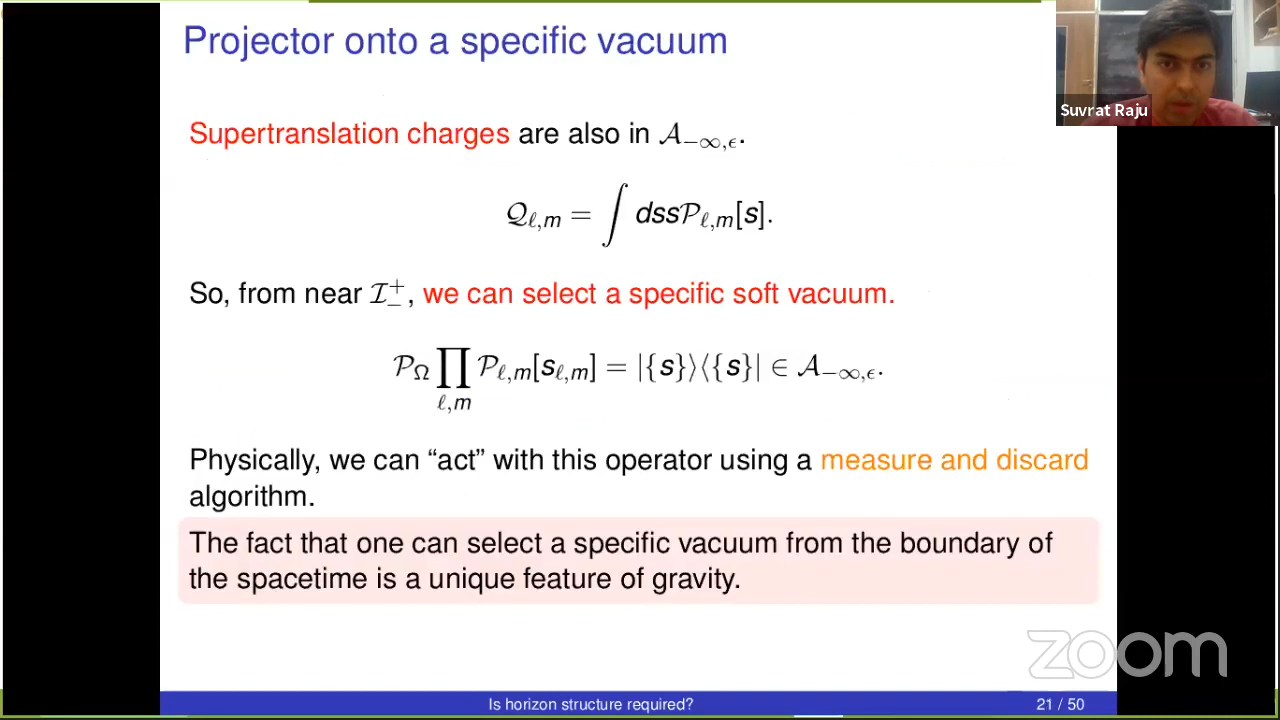 Projector onto a specific vacuum
Suvrat Raju
Supertranslation charges are also in 𝒜₋∞,ϵ.
𝒬ℓ,m = ∫ dss𝒫ℓ,m[s].
So, from near ℐ⁺₋, we can select a specific soft vacuum.
𝒫Ω ∏ℓ,m 𝒫ℓ,m[sℓ,m] = |{s}⟩⟨{s}| ∈ 𝒜₋∞,ϵ.
Physically, we can “act” with this operator using a measure and discard
algorithm.
The fact that one can select a specific vacuum from the boundary of
the spacetime is a unique feature of gravity.
zoom
Is horizon structure required?
21 / 50